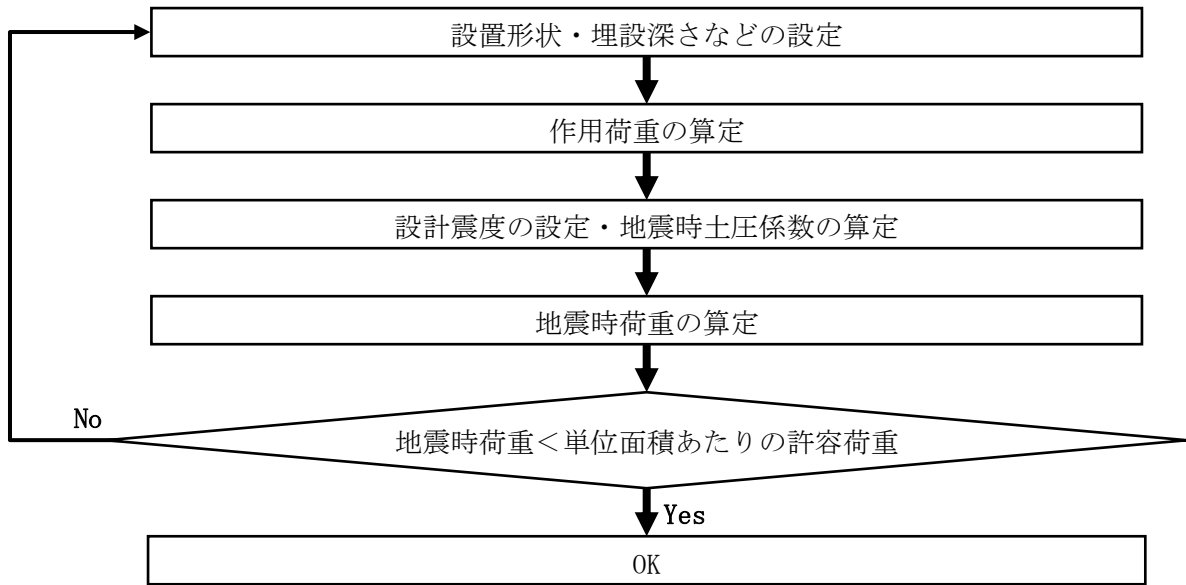 設置形状・埋設深さなどの設定
作用荷重の算定
設計震度の設定・地震時土圧係数の算定
地震時荷重の算定
No
地震時荷重＜単位面積あたりの許容荷重
Yes
OK